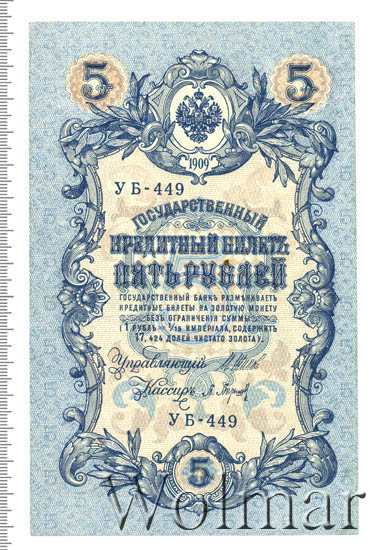 5 5
1909
УБ-449
ГОСУДАРСТВЕННЫЙ
КРЕДИТНЫЙ БИЛЕТЪ
ПЯТЬ РУБЛЕЙ
ГОСУДАРСТВЕННЫЙ БАНКЪ РАЗМѢНИВАЕТЪ
КРЕДИТНЫЕ БИЛЕТЫ НА ЗОЛОТУЮ МОНЕТУ
БЕЗЪ ОГРАНИЧЕНІЯ СУММЫ
(1 РУБЛЬ = 1/15 ИМПЕРІАЛА, СОДЕРЖИТЪ
17,424 ДОЛЕЙ ЧИСТАГО ЗОЛОТА).
Управляющій
Кассиръ
УБ-449
5
Wolmar